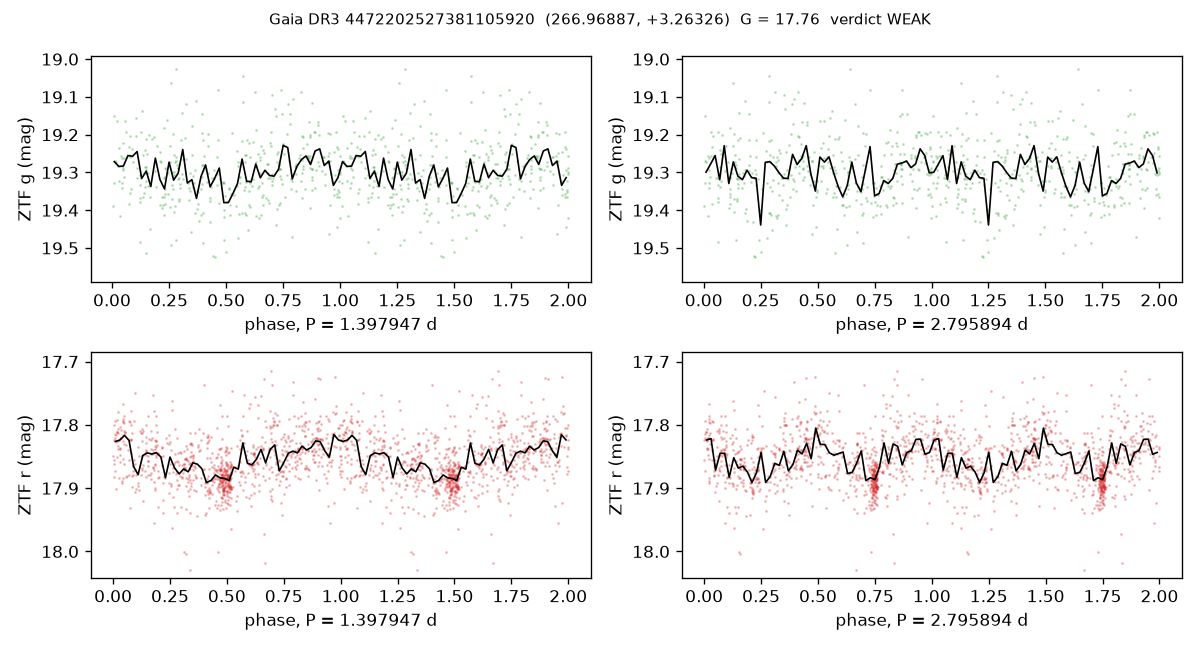 Gaia DR3 4472202527381105920  (266.96887, +3.26326)  G = 17.76  verdict WEAK
19.0
19.1
19.2
19.3
19.4
19.5
ZTF g (mag)
0.00 0.25 0.50 0.75 1.00 1.25 1.50 1.75 2.00
phase, P = 1.397947 d
19.0
19.1
19.2
19.3
19.4
19.5
ZTF g (mag)
0.00 0.25 0.50 0.75 1.00 1.25 1.50 1.75 2.00
phase, P = 2.795894 d
17.7
17.8
17.9
18.0
ZTF r (mag)
0.00 0.25 0.50 0.75 1.00 1.25 1.50 1.75 2.00
phase, P = 1.397947 d
17.7
17.8
17.9
18.0
ZTF r (mag)
0.00 0.25 0.50 0.75 1.00 1.25 1.50 1.75 2.00
phase, P = 2.795894 d